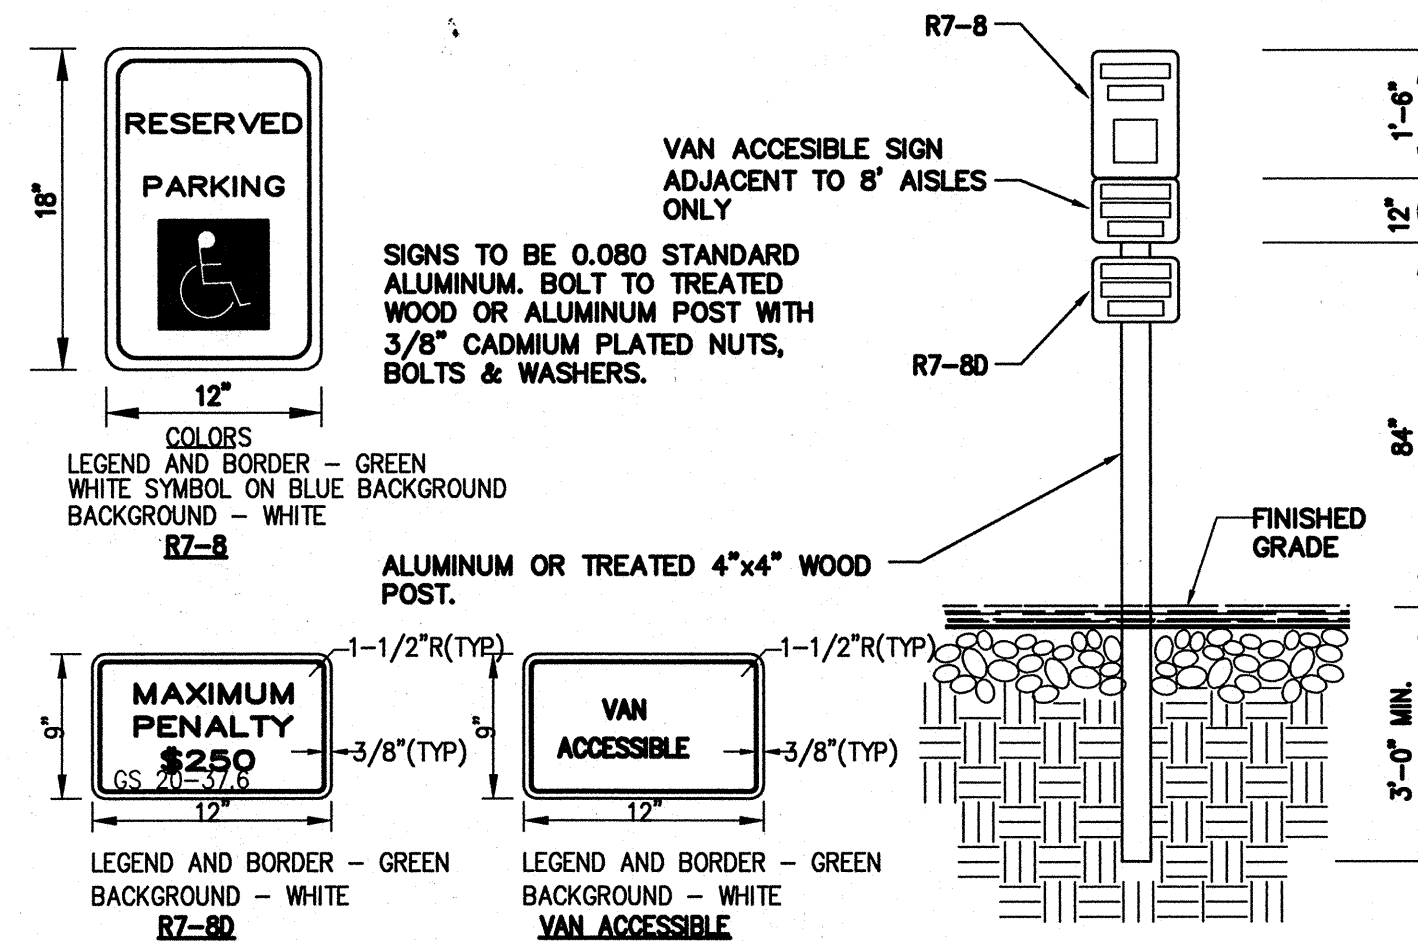 RESERVED
PARKING
18"
12"
COLORS
LEGEND AND BORDER – GREEN
WHITE SYMBOL ON BLUE BACKGROUND
BACKGROUND – WHITE
R7–8
SIGNS TO BE 0.080 STANDARD
ALUMINUM. BOLT TO TREATED
WOOD OR ALUMINUM POST WITH
3/8" CADMIUM PLATED NUTS,
BOLTS & WASHERS.
R7–8
VAN ACCESIBLE SIGN
ADJACENT TO 8' AISLES
ONLY
R7–8D
ALUMINUM OR TREATED 4"x4" WOOD
POST.
FINISHED
GRADE
1'–6"
12"
84"
3'–0" MIN.
MAXIMUM
PENALTY
$250
GS 20–37.6
9"
12"
1–1/2"R(TYP)
3/8"(TYP)
LEGEND AND BORDER – GREEN
BACKGROUND – WHITE
R7–8D
VAN
ACCESSIBLE
9"
12"
1–1/2"R(TYP)
3/8"(TYP)
LEGEND AND BORDER – GREEN
BACKGROUND – WHITE
VAN ACCESSIBLE